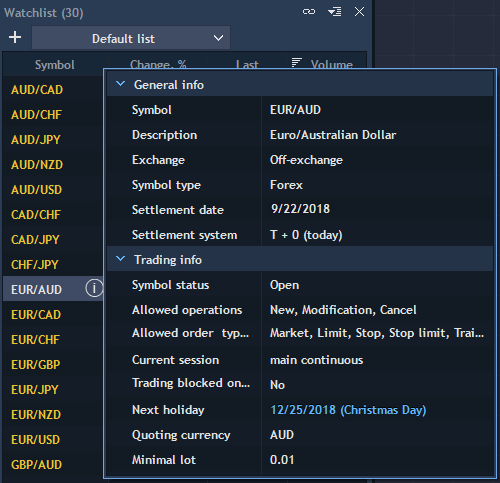 Watchlist (30)
Default list
Symbol Change, % Last Volume
AUD/CAD
AUD/CHF
AUD/JPY
AUD/NZD
AUD/USD
CAD/CHF
CAD/JPY
CHF/JPY
EUR/AUD
EUR/CAD
EUR/CHF
EUR/GBP
EUR/JPY
EUR/NZD
EUR/USD
GBP/AUD
General info
Symbol EUR/AUD
Description Euro/Australian Dollar
Exchange Off-exchange
Symbol type Forex
Settlement date 9/22/2018
Settlement system T + 0 (today)
Trading info
Symbol status Open
Allowed operations New, Modification, Cancel
Allowed order typ... Market, Limit, Stop, Stop limit, Trai...
Current session main continuous
Trading blocked on... No
Next holiday 12/25/2018 (Christmas Day)
Quoting currency AUD
Minimal lot 0.01